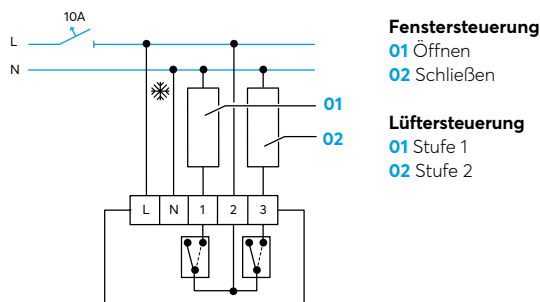 10A
L
N
01
02
L N 1 2 3
Fenstersteuerung
01 Öffnen
02 Schließen
Lüftersteuerung
01 Stufe 1
02 Stufe 2